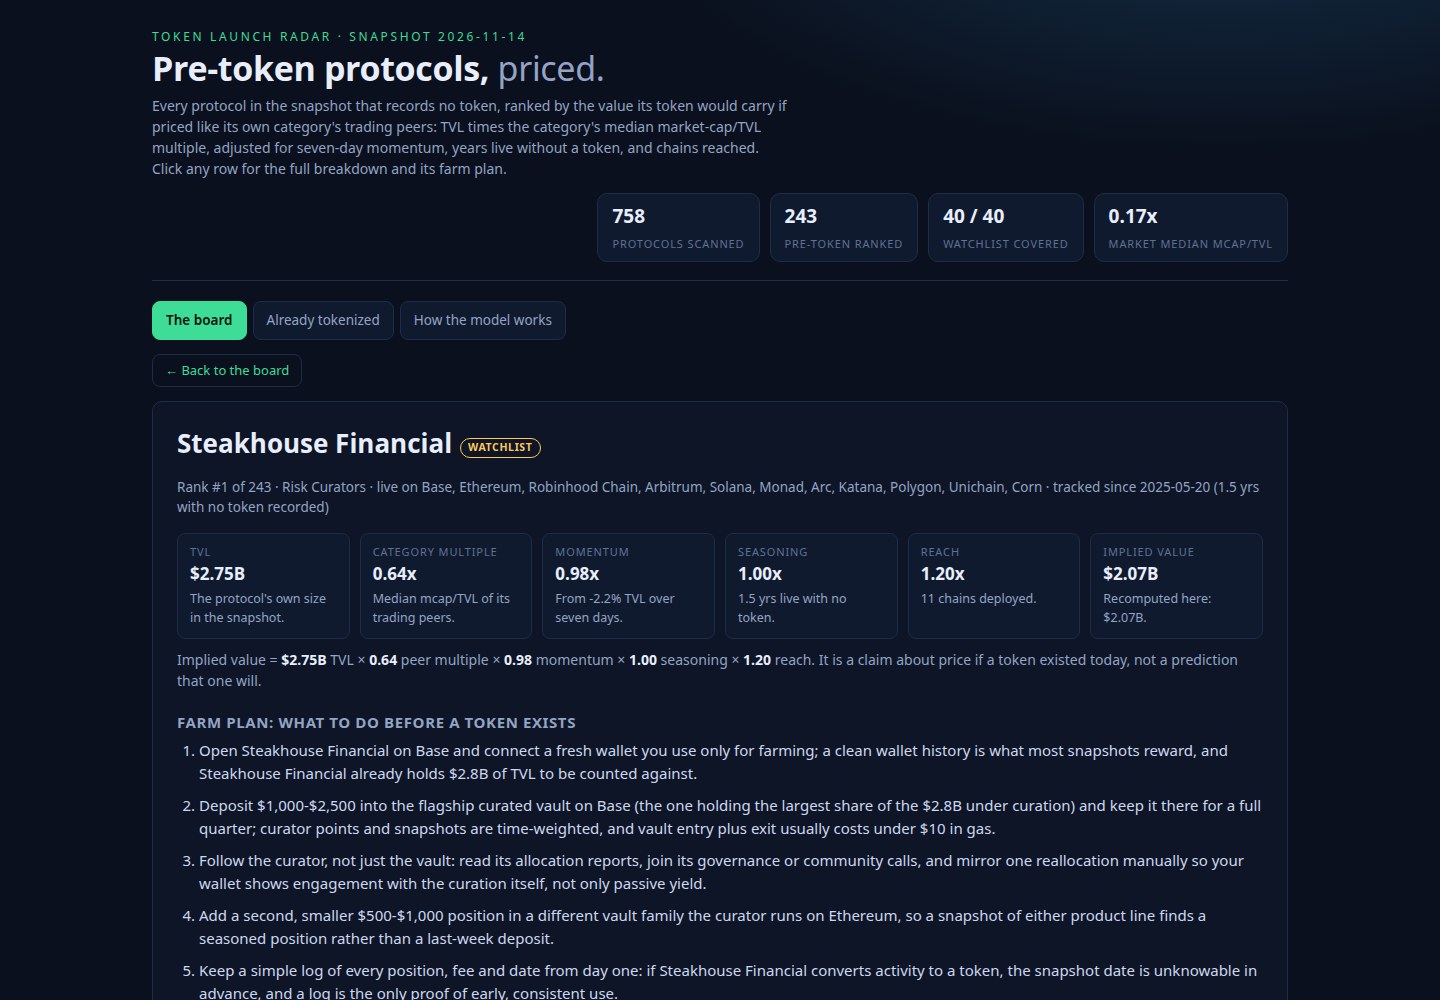 TOKEN LAUNCH RADAR · SNAPSHOT 2026-11-14
Pre-token protocols, priced.
Every protocol in the snapshot that records no token, ranked by the value its token would carry if
priced like its own category's trading peers: TVL times the category's median market-cap/TVL
multiple, adjusted for seven-day momentum, years live without a token, and chains reached.
Click any row for the full breakdown and its farm plan.
758
PROTOCOLS SCANNED
243
PRE-TOKEN RANKED
40 / 40
WATCHLIST COVERED
0.17x
MARKET MEDIAN MCAP/TVL
The board
Already tokenized
How the model works
← Back to the board
Steakhouse Financial WATCHLIST
Rank #1 of 243 · Risk Curators · live on Base, Ethereum, Robinhood Chain, Arbitrum, Solana, Monad, Arc, Katana, Polygon, Unichain, Corn · tracked since 2025-05-20 (1.5 yrs
with no token recorded)
TVL
$2.75B
The protocol's own size
in the snapshot.
CATEGORY MULTIPLE
0.64x
Median mcap/TVL of its
trading peers.
MOMENTUM
0.98x
From -2.2% TVL over
seven days.
SEASONING
1.00x
1.5 yrs live with no
token.
REACH
1.20x
11 chains deployed.
IMPLIED VALUE
$2.07B
Recomputed here:
$2.07B.
Implied value = $2.75B TVL × 0.64 peer multiple × 0.98 momentum × 1.00 seasoning × 1.20 reach. It is a claim about price if a token existed today, not a prediction
that one will.
FARM PLAN: WHAT TO DO BEFORE A TOKEN EXISTS
1. Open Steakhouse Financial on Base and connect a fresh wallet you use only for farming; a clean wallet history is what most snapshots reward, and
Steakhouse Financial already holds $2.8B of TVL to be counted against.
2. Deposit $1,000-$2,500 into the flagship curated vault on Base (the one holding the largest share of the $2.8B under curation) and keep it there for a full
quarter; curator points and snapshots are time-weighted, and vault entry plus exit usually costs under $10 in gas.
3. Follow the curator, not just the vault: read its allocation reports, join its governance or community calls, and mirror one reallocation manually so your
wallet shows engagement with the curation itself, not only passive yield.
4. Add a second, smaller $500-$1,000 position in a different vault family the curator runs on Ethereum, so a snapshot of either product line finds a
seasoned position rather than a last-week deposit.
5. Keep a simple log of every position, fee and date from day one: if Steakhouse Financial converts activity to a token, the snapshot date is unknowable in
advance, and a log is the only proof of early, consistent use.